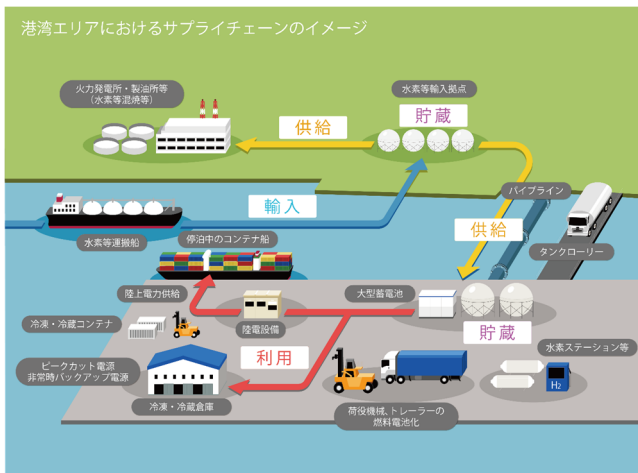 港湾エリアにおけるサプライチェーンのイメージ
火力発電所・製油所等
(水素等混焼等)
水素等輸入拠点
貯蔵
供給
パイプライン
輸入
供給
水素等運搬船
停泊中のコンテナ船
タンクローリー
陸上電力供給
大型蓄電池
冷凍・冷蔵コンテナ
陸電設備
貯蔵
水素ステーション等
利用
ピークカット電源
非常時バックアップ電源
H2
冷凍・冷蔵倉庫
荷役機械、トレーラーの
燃料電池化